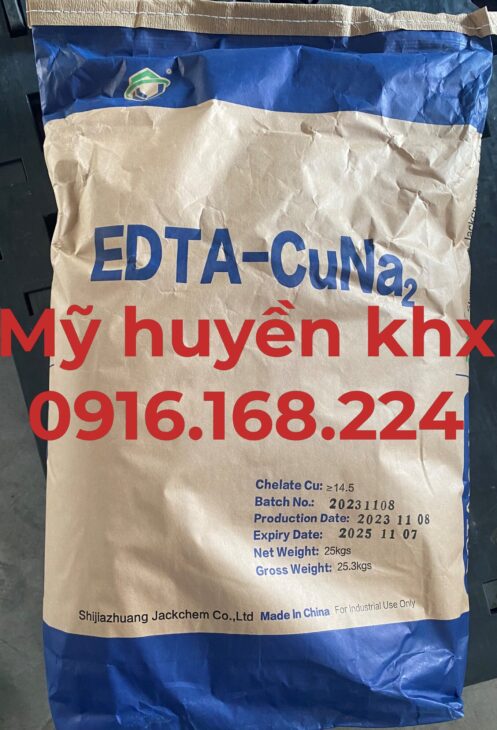 EDTA-CuNa₂
Mỹ huyền khx
0916.168.224
Chelate Cu: ≥14.5
Batch No.: 20231108
Production Date: 2023 11 08
Expiry Date: 2025 11 07
Net Weight: 25kgs
Gross Weight: 25.3kgs
Shijiazhuang Jackchem Co.,Ltd Made In China For Industrial Use Only